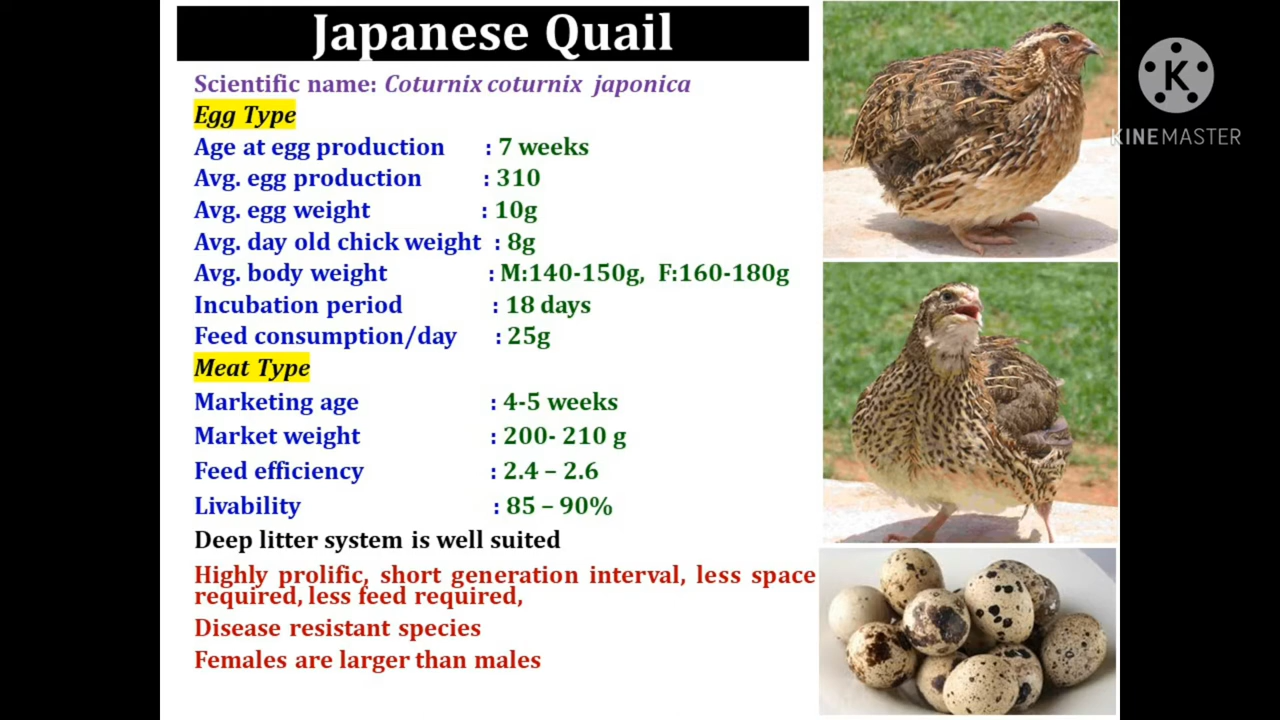 Japanese Quail
Scientific name: Coturnix coturnix japonica
Egg Type
Age at egg production : 7 weeks
Avg. egg production : 310
Avg. egg weight : 10g
Avg. day old chick weight : 8g
Avg. body weight : M:140-150g, F:160-180g
Incubation period : 18 days
Feed consumption/day : 25g
Meat Type
Marketing age : 4-5 weeks
Market weight : 200- 210 g
Feed efficiency : 2.4 – 2.6
Livability : 85 – 90%
Deep litter system is well suited
Highly prolific, short generation interval, less space
required, less feed required,
Disease resistant species
Females are larger than males
K
KINEMASTER